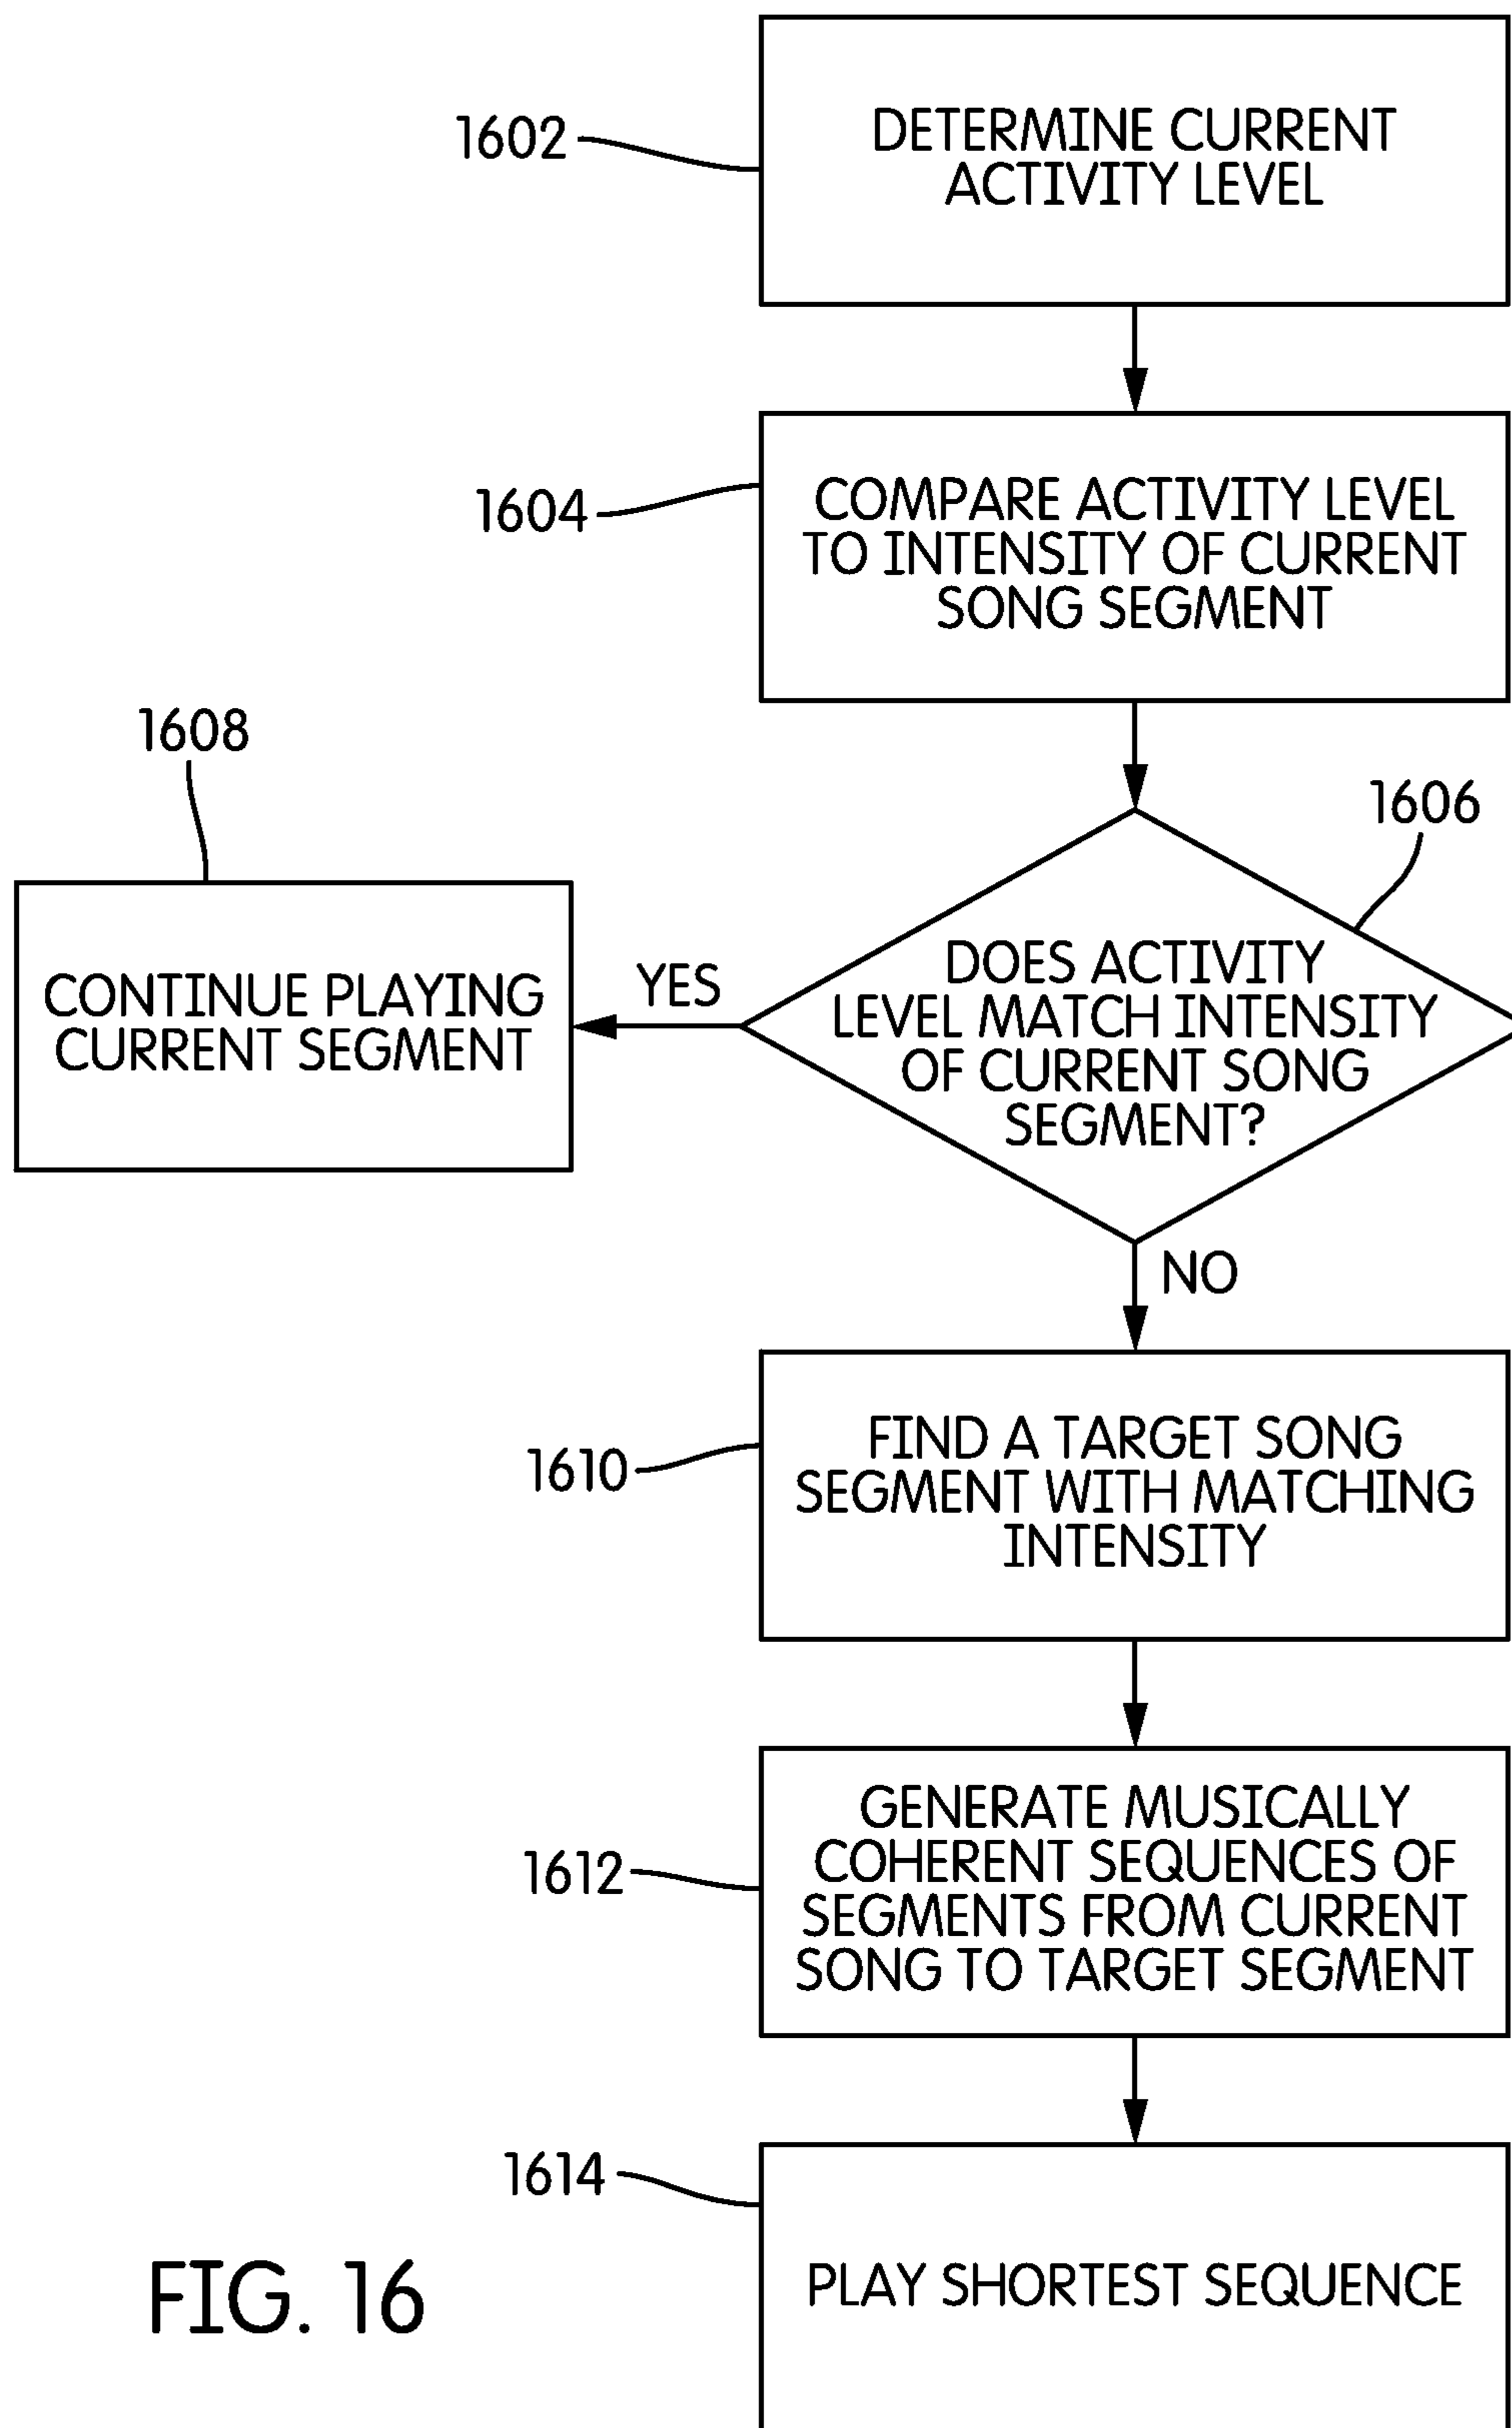 1602
DETERMINE CURRENT
ACTIVITY LEVEL
1604
COMPARE ACTIVITY LEVEL
TO INTENSITY OF CURRENT
SONG SEGMENT
1608
1606
CONTINUE PLAYING
CURRENT SEGMENT
YES
DOES ACTIVITY
LEVEL MATCH INTENSITY
OF CURRENT SONG
SEGMENT?
NO
1610
FIND A TARGET SONG
SEGMENT WITH MATCHING
INTENSITY
1612
GENERATE MUSICALLY
COHERENT SEQUENCES OF
SEGMENTS FROM CURRENT
SONG TO TARGET SEGMENT
1614
PLAY SHORTEST SEQUENCE
FIG. 16